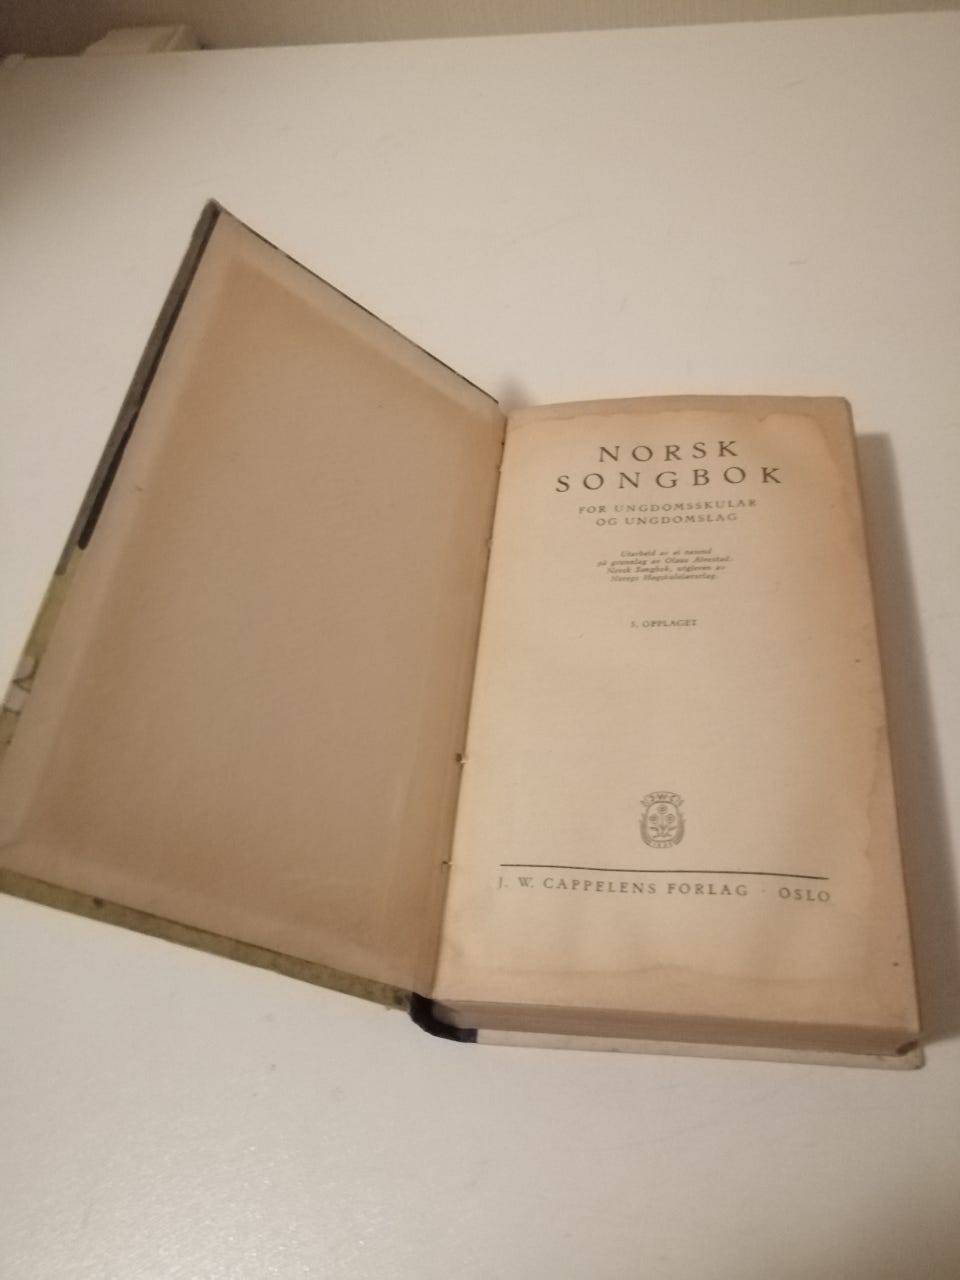 NORSK
SONGBOK
FOR UNGDOMSSKULAR
OG UNGDOMSLAG
Utarbeid av ei nemnd
på grunnlag av Olaus Alvestad:
Norsk Songbok, utgjeven av
Noregs Høgskulelærarlag.
5. OPPLAGET
J. W. CAPPELENS FORLAG · OSLO